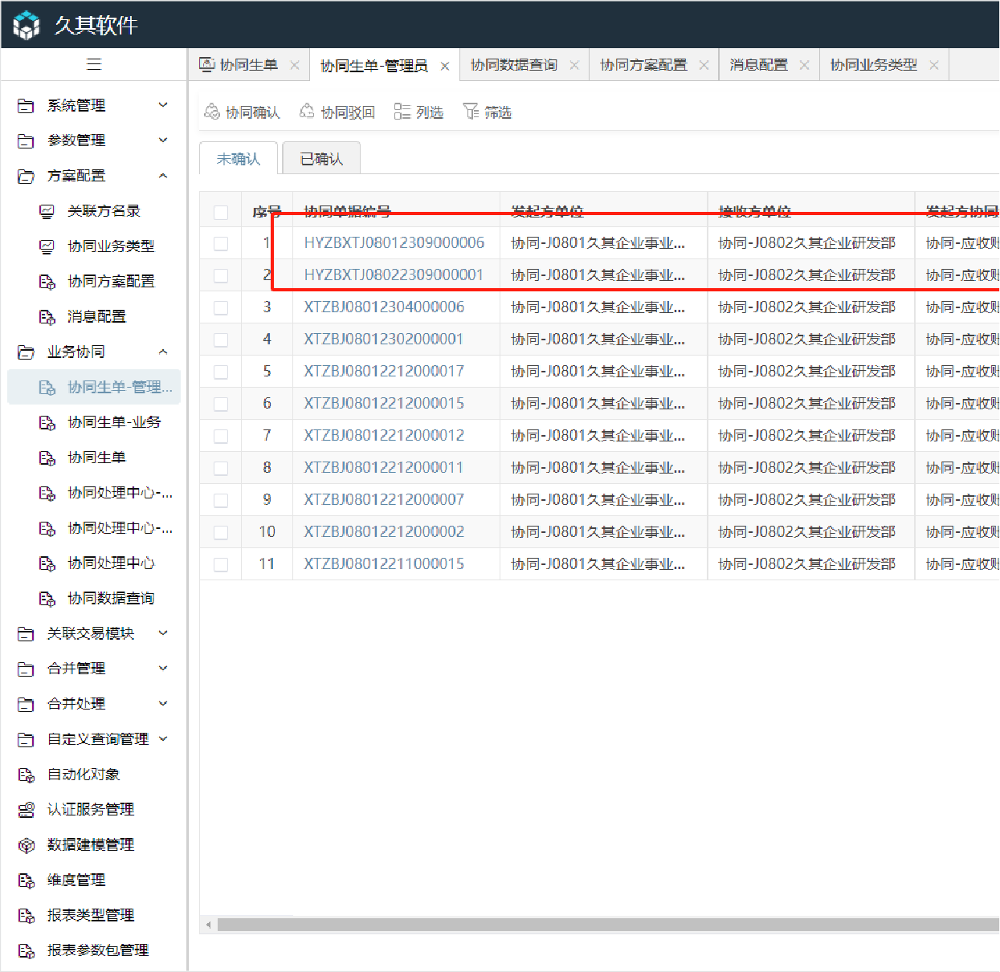 久其软件
协同生单 协同生单-管理员 协同数据查询 协同方案配置 消息配置 协同业务类型
协同确认 协同驳回 列选 筛选
未确认 已确认
系统管理
参数管理
方案配置
关联方名录
协同业务类型
协同方案配置
消息配置
业务协同
协同生单-管理...
协同生单-业务
协同生单
协同处理中心-...
协同处理中心-...
协同处理中心
协同数据查询
关联交易模块
合并管理
合并处理
自定义查询管理
自动化对象
认证服务管理
数据建模管理
维度管理
报表类型管理
报表参数包管理
序号 协同单据编号 发起方单位 接收方单位 发起方协同
1 HYZBXTJ08012309000006 协同-J0801久其企业事业... 协同-J0802久其企业研发部 协同-应收账
2 HYZBXTJ08022309000001 协同-J0801久其企业事业... 协同-J0802久其企业研发部 协同-应收账
3 XTZBJ08012304000006 协同-J0801久其企业事业... 协同-J0802久其企业研发部 协同-应收账
4 XTZBJ08012302000001 协同-J0801久其企业事业... 协同-J0802久其企业研发部 协同-应收账
5 XTZBJ08012212000017 协同-J0801久其企业事业... 协同-J0802久其企业研发部 协同-应收账
6 XTZBJ08012212000015 协同-J0801久其企业事业... 协同-J0802久其企业研发部 协同-应收账
7 XTZBJ08012212000012 协同-J0801久其企业事业... 协同-J0802久其企业研发部 协同-应收账
8 XTZBJ08012212000011 协同-J0801久其企业事业... 协同-J0802久其企业研发部 协同-应收账
9 XTZBJ08012212000007 协同-J0801久其企业事业... 协同-J0802久其企业研发部 协同-应收账
10 XTZBJ08012212000002 协同-J0801久其企业事业... 协同-J0802久其企业研发部 协同-应收账
11 XTZBJ08012211000015 协同-J0801久其企业事业... 协同-J0802久其企业研发部 协同-应收账